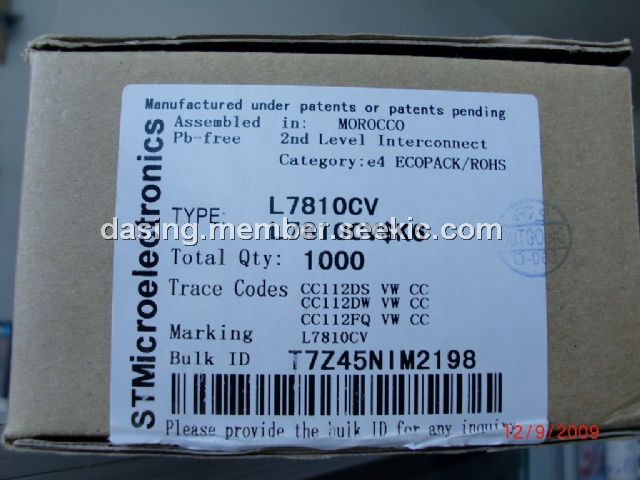 Manufactured under patents or patents pending
Assembled in: MOROCCO
Pb-free 2nd Level Interconnect
Category:e4 ECOPACK/ROHS
STMicroelectronics
TYPE: L7810CV
dasing.member.seekic.com
Total Qty: 1000
Trace Codes CC112DS VW CC
CC112DW VW CC
CC112FQ VW CC
Marking L7810CV
Bulk ID T7Z45NIM2198
Please provide the bulk ID for any inquiry
12/9/2009